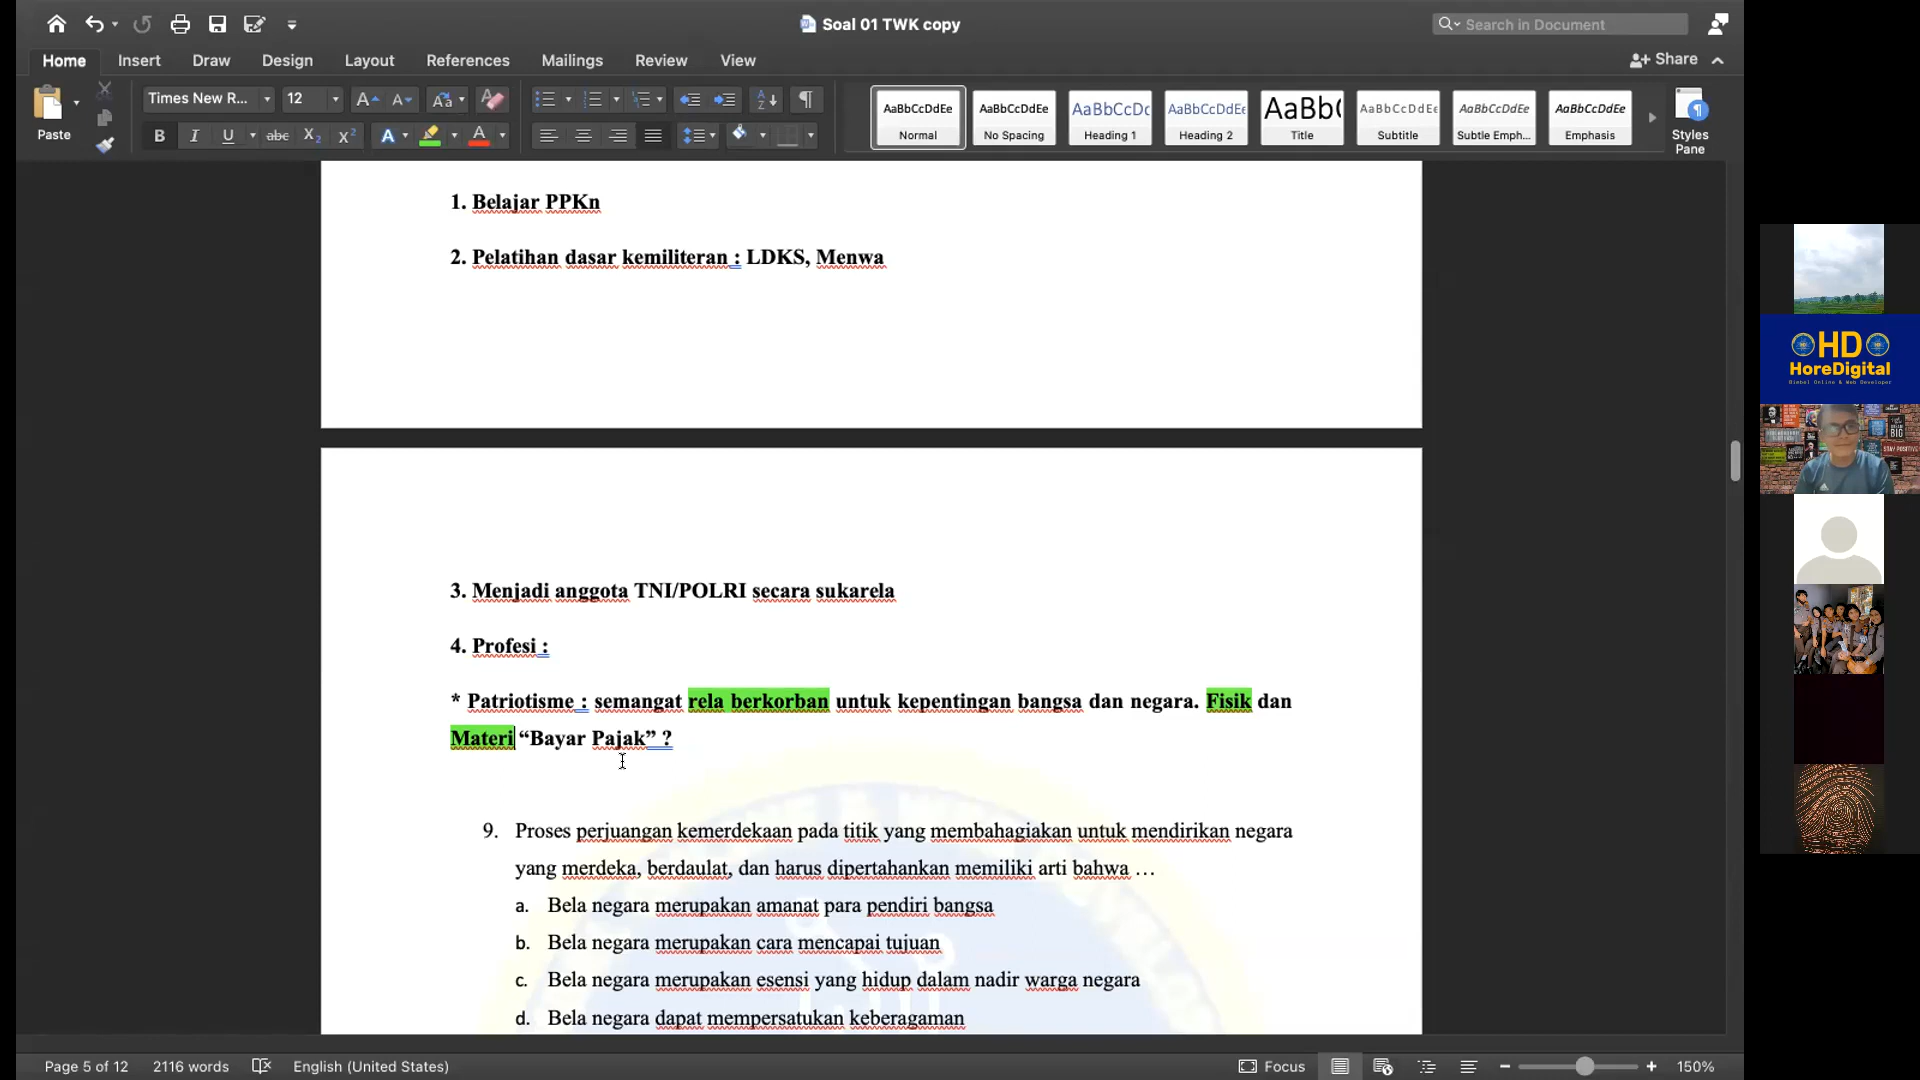 Soal 01 TWK copy
Search in Document
Home Insert Draw Design Layout References Mailings Review View
Share
Paste
Times New R... 12
AaBbCcDdEe AaBbCcDdEe AaBbCcDc AaBbCcDdEe AaBb( AaBbCcDdEe AaBbCcDdEe AaBbCcDdEe
Normal No Spacing Heading 1 Heading 2 Title Subtitle Subtle Emph... Emphasis
Styles
Pane
1. Belajar PPKn
2. Pelatihan dasar kemiliteran : LDKS, Menwa
3. Menjadi anggota TNI/POLRI secara sukarela
4. Profesi :
* Patriotisme : semangat rela berkorban untuk kepentingan bangsa dan negara. Fisik dan
Materi “Bayar Pajak” ?
9. Proses perjuangan kemerdekaan pada titik yang membahagiakan untuk mendirikan negara
yang merdeka, berdaulat, dan harus dipertahankan memiliki arti bahwa …
a. Bela negara merupakan amanat para pendiri bangsa
b. Bela negara merupakan cara mencapai tujuan
c. Bela negara merupakan esensi yang hidup dalam nadir warga negara
d. Bela negara dapat mempersatukan keberagaman
Page 5 of 12 2116 words English (United States) Focus 150%
HD
HoreDigital
Bimbel Online & Web Developer
STAY POSITIVE